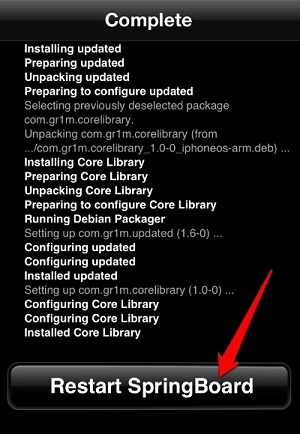 Complete
Installing updated
Preparing updated
Unpacking updated
Preparing to configure updated
Selecting previously deselected package
com.gr1m.corelibrary.
Unpacking com.gr1m.corelibrary (from
.../com.gr1m.corelibrary_1.0-0_iphoneos-arm.deb) ...
Installing Core Library
Preparing Core Library
Unpacking Core Library
Preparing to configure Core Library
Running Debian Packager
Setting up com.gr1m.updated (1.6-0) ...
Configuring updated
Configuring updated
Installed updated
Setting up com.gr1m.corelibrary (1.0-0) ...
Configuring Core Library
Configuring Core Library
Installed Core Library
Restart SpringBoard